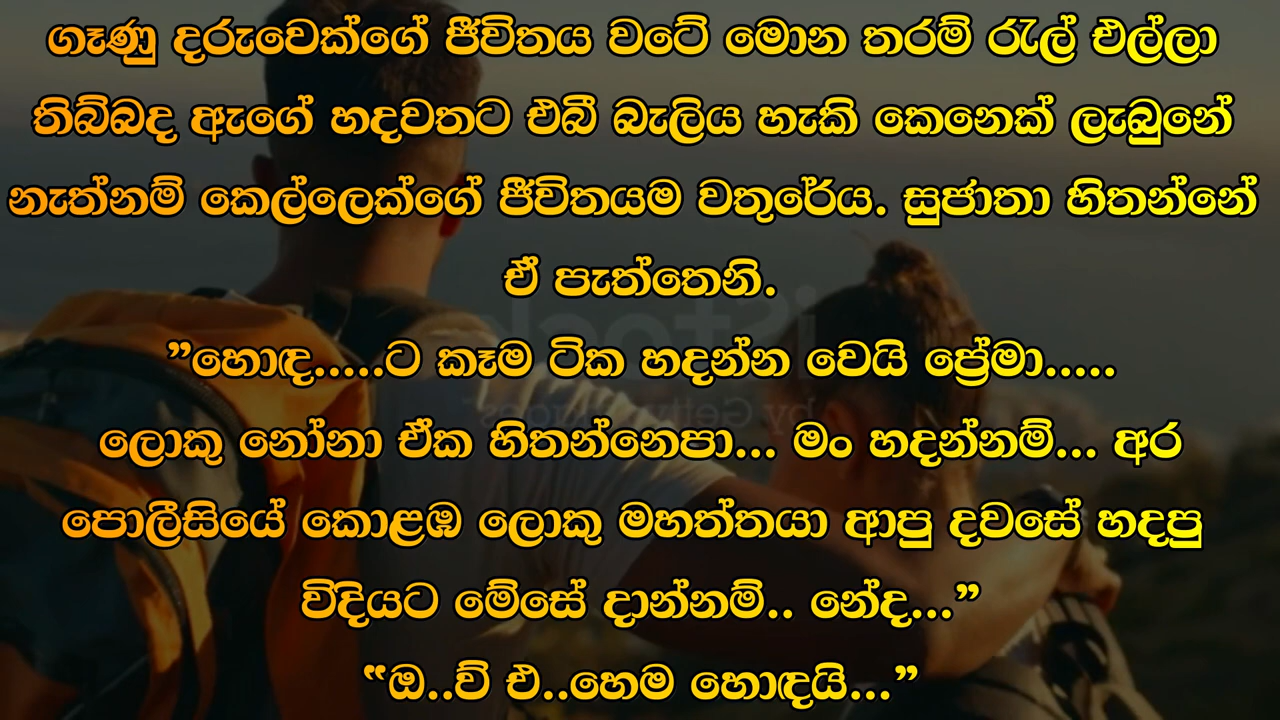 ගෑණු දරුවෙක්ගේ ජීවිතය වටේ මොන තරම් රැල් එල්ලා
තිබ්බද ඇගේ හදවතට එබී බැලිය හැකි කෙනෙක් ලැබුනේ
නැත්නම් කෙල්ලෙක්ගේ ජීවිතයම වතුරේය. සුජාතා හිතන්නේ
ඒ පැත්තෙනි.
”හොඳ.....ට කෑම ටික හදන්න වෙයි ප්‍රේමා.....
ලොකු නෝනා ඒක හිතන්නෙපා... මං හදන්නම්... අර
පොලීසියේ කොළඹ ලොකු මහත්තයා ආපු දවසේ හදපු
විදියට මේසේ දාන්නම්.. නේද...”
“ඔ..ව් එ..හෙම හොඳයි...”